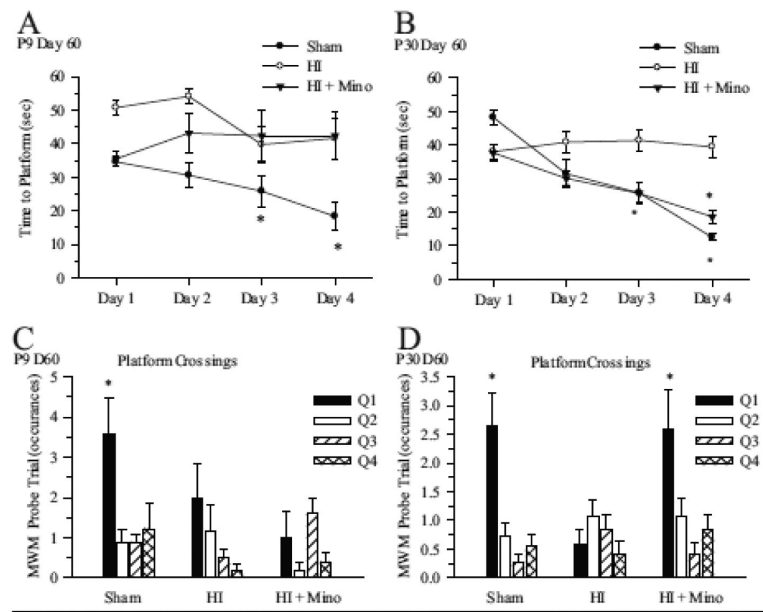 A
P9 Day 60
Sham
HI
HI + Mino
Time to Platform (sec)
60
50
40
30
20
10
0
*
*
Day 1 Day 2 Day 3 Day 4
B
P30 Day 60
Sham
HI
HI + Mino
Time to Platform (sec)
60
50
40
30
20
10
0
*
*
*
Day 1 Day 2 Day 3 Day 4
C
P9 D60
Platform Crossings
MWM Probe Trial (occurances)
5
4
3
2
1
0
*
Q1
Q2
Q3
Q4
Sham HI HI + Mino
D
P30 D60
Platform Crossings
MWM Probe Trial (occurances)
3.5
3.0
2.5
2.0
1.5
1.0
0.5
0.0
*
*
Q1
Q2
Q3
Q4
Sham HI HI + Mino